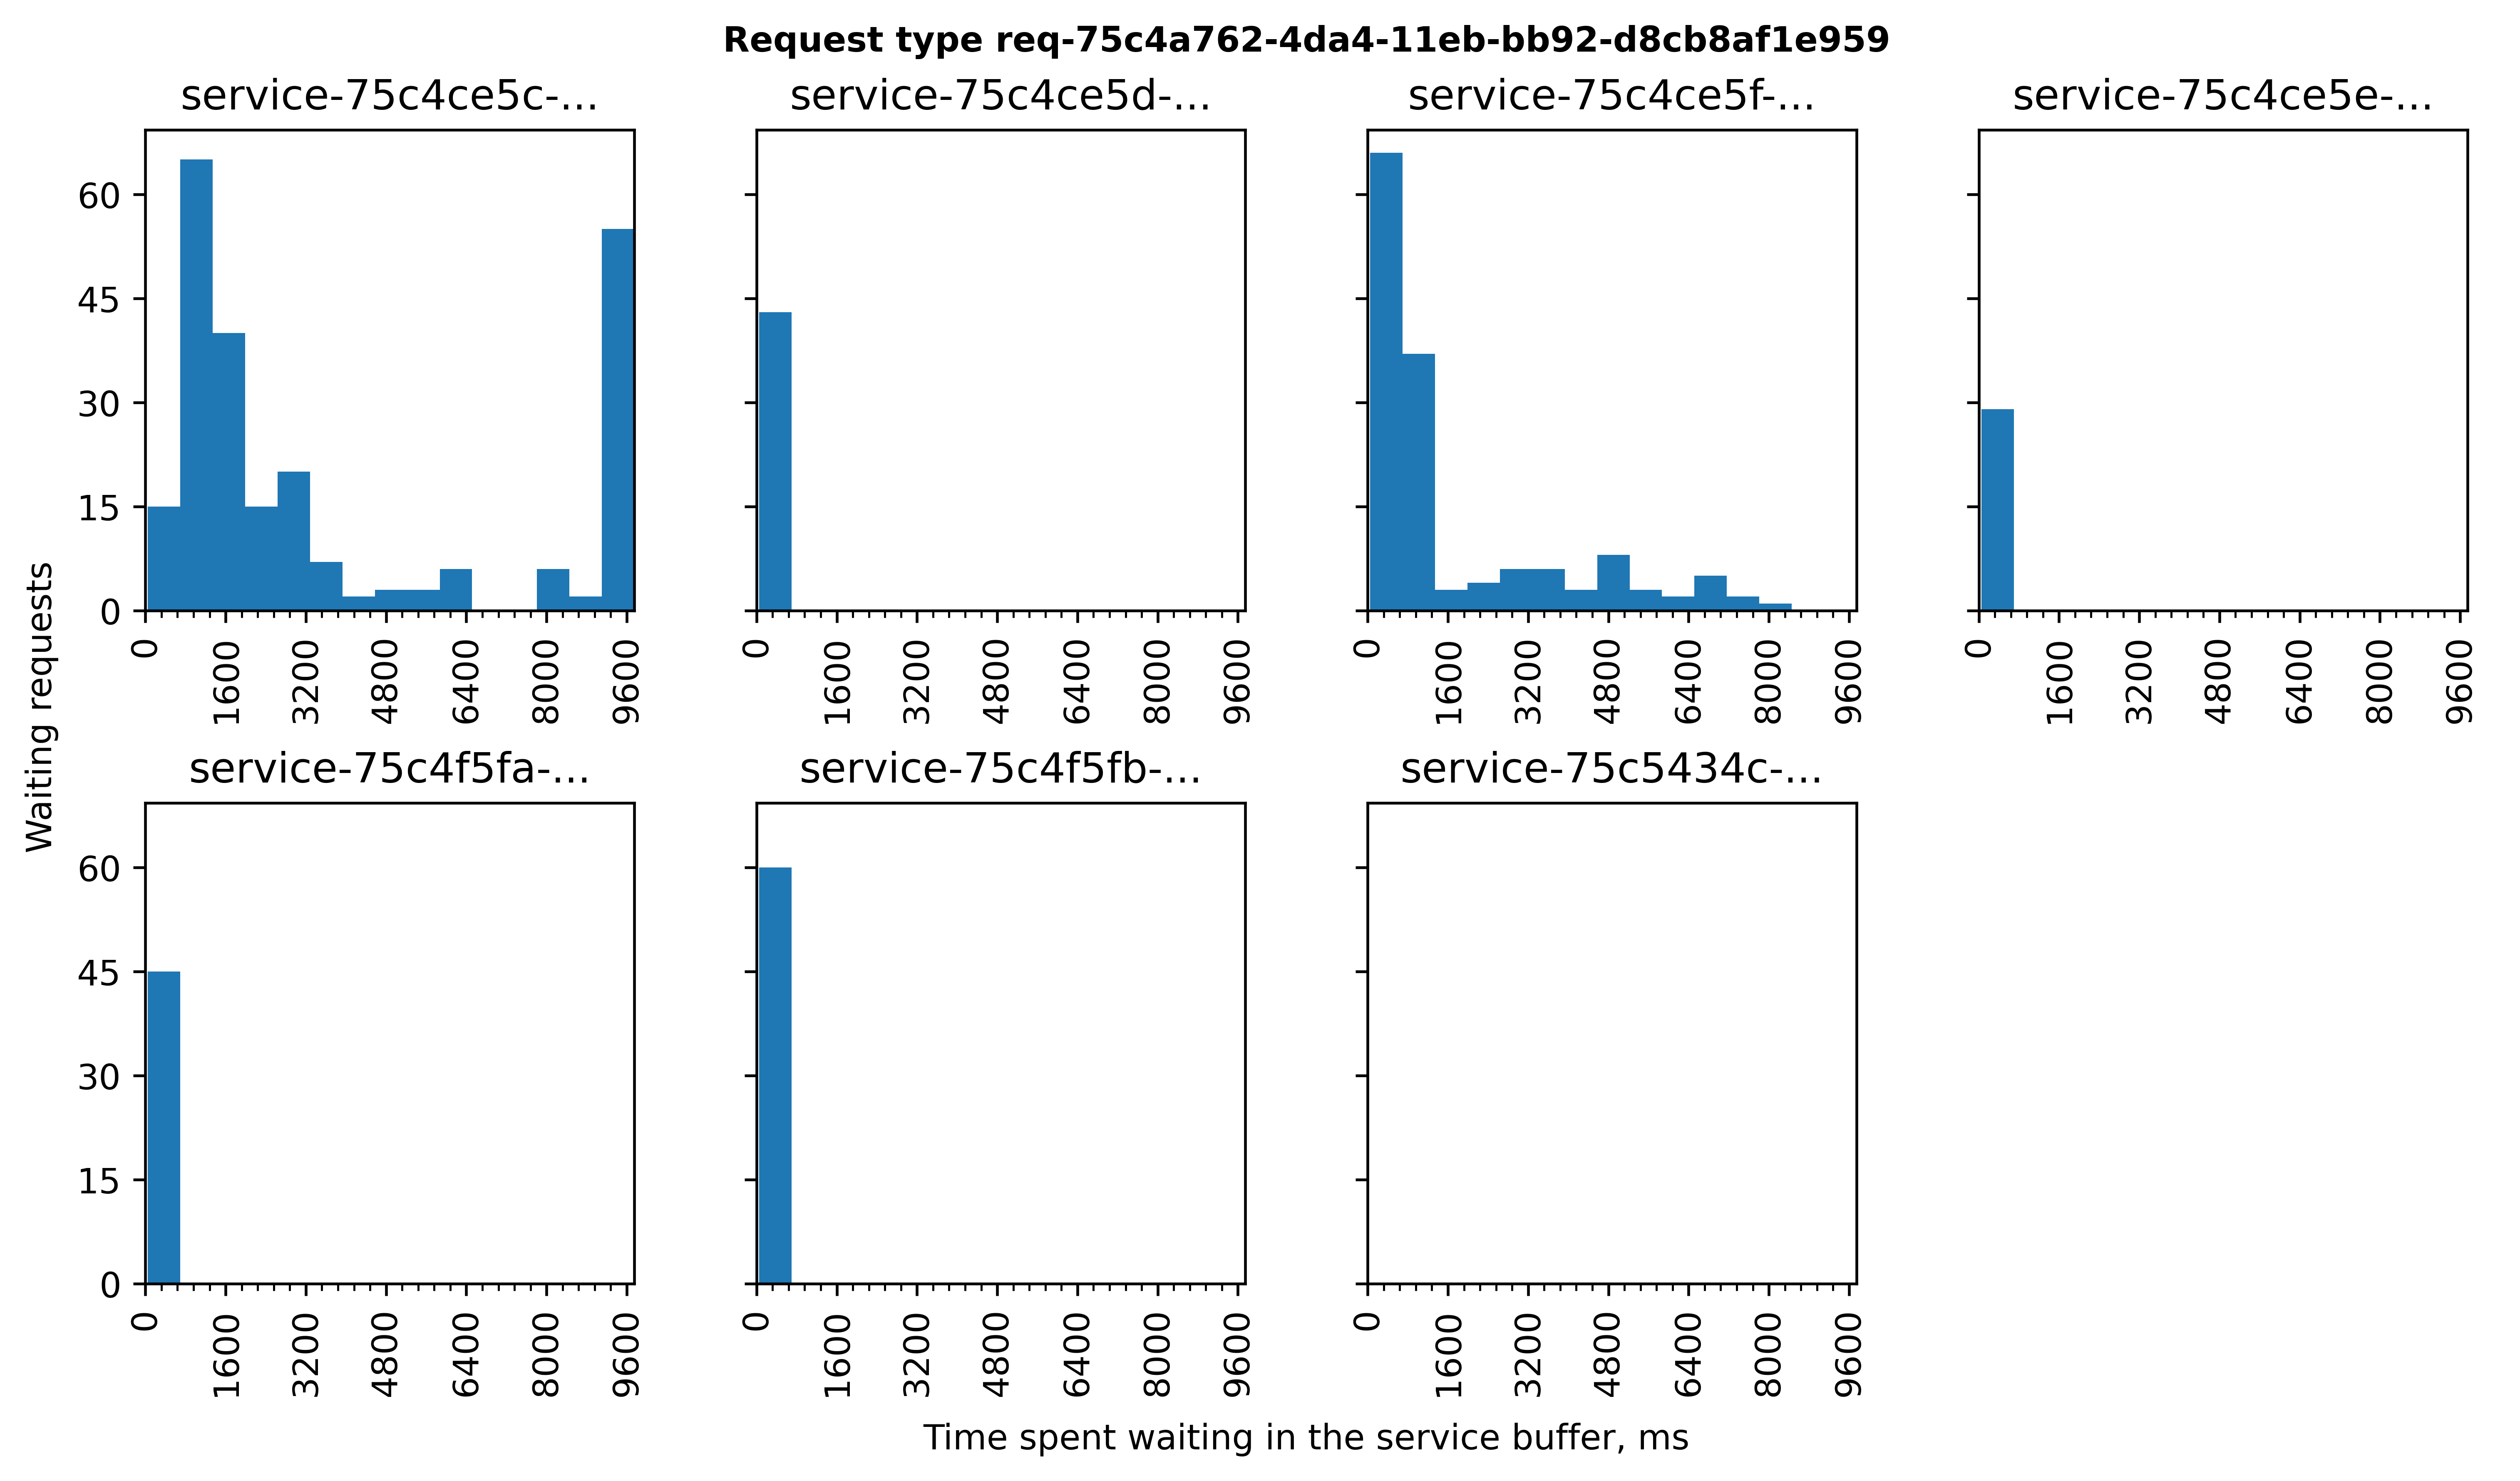 Request type req-75c4a762-4da4-11eb-bb92-d8cb8af1e959
service-75c4ce5c-...
service-75c4ce5d-...
service-75c4ce5f-...
service-75c4ce5e-...
60
45
30
15
0
0 1600 3200 4800 6400 8000 9600
0 1600 3200 4800 6400 8000 9600
0 1600 3200 4800 6400 8000 9600
0 1600 3200 4800 6400 8000 9600
Waiting requests
service-75c4f5fa-...
service-75c4f5fb-...
service-75c5434c-...
60
45
30
15
0
0 1600 3200 4800 6400 8000 9600
0 1600 3200 4800 6400 8000 9600
0 1600 3200 4800 6400 8000 9600
Time spent waiting in the service buffer, ms